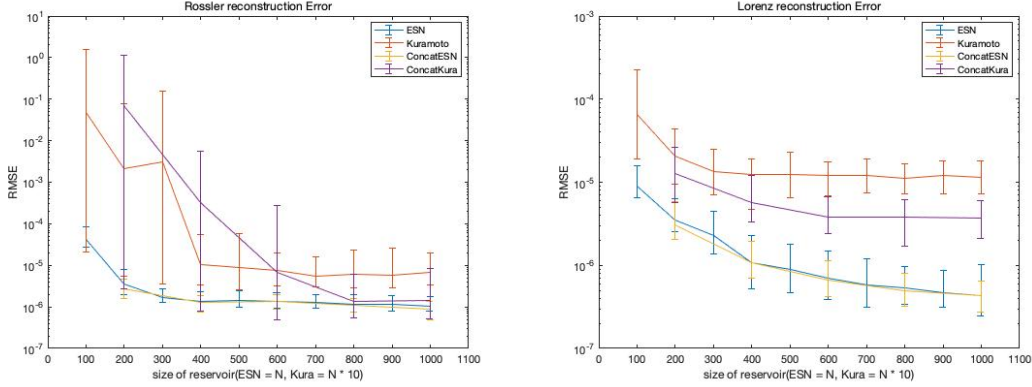 Rossler reconstruction Error
10^1
10^0
10^-1
10^-2
10^-3
10^-4
10^-5
10^-6
10^-7
RMSE
ESN
Kuramoto
ConcatESN
ConcatKura
0 100 200 300 400 500 600 700 800 900 1000 1100
size of reservoir(ESN = N, Kura = N * 10)
Lorenz reconstruction Error
10^-3
10^-4
10^-5
10^-6
10^-7
RMSE
ESN
Kuramoto
ConcatESN
ConcatKura
0 100 200 300 400 500 600 700 800 900 1000 1100
size of reservoir(ESN = N, Kura = N * 10)